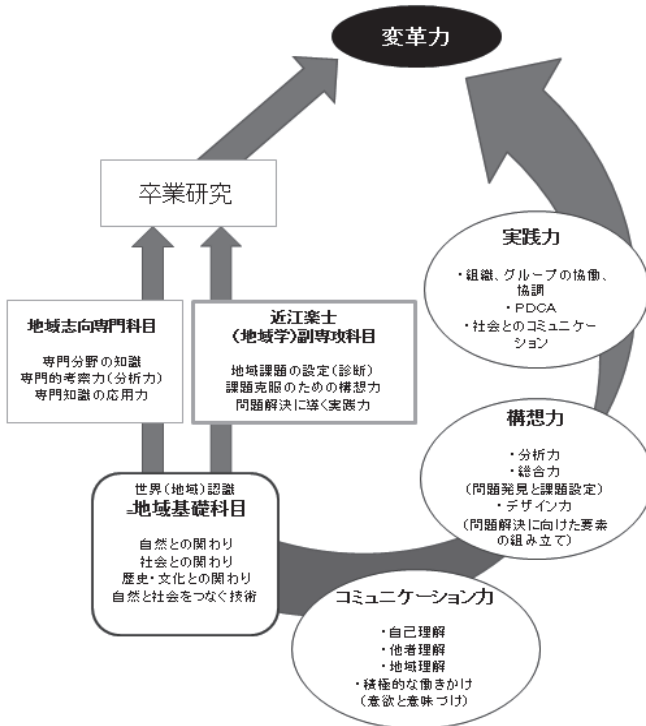 変革力
卒業研究
実践力
・組織、グループの協働、
協調
・PDCA
・社会とのコミュニケー
ション
地域志向専門科目
専門分野の知識
専門的考察力(分析力)
専門知識の応用力
近江楽士
(地域学)副専攻科目
地域課題の設定(診断)
課題克服のための構想力
問題解決に導く実践力
構想力
・分析力
・総合力
(問題発見と課題設定)
・デザイン力
(問題解決に向けた要素
の組み立て)
世界(地域)認識
=地域基礎科目
自然との関わり
社会との関わり
歴史・文化との関わり
自然と社会をつなぐ技術
コミュニケーション力
・自己理解
・他者理解
・地域理解
・積極的な働きかけ
(意欲と意味づけ)